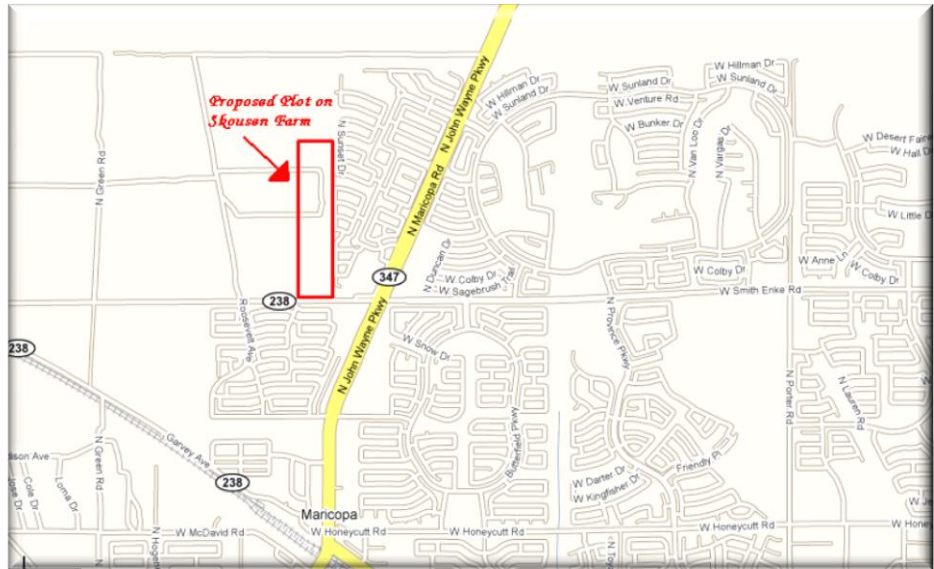 W Hillman Dr
W Sunland Dr
W Hillman Dr
W Sunland Dr
W Venture Rd
W Bunker Dr
Proposed Plot on
Skousen Farm
N Sunset Dr
N John Wayne Pkwy
N Maricopa Rd
N Van Loo Dr
N Vargas Dr
W Desert
W Hall
N Green Rd
W Little
N Duncan Dr
W Colby Dr
W Sagebrush Trail
W Colby Dr
W Anne Ln
W Colby Dr
347
238
W Smith Enke Rd
Roosevelt Ave
N John Wayne Pkwy
W Snow Dr
N Province Pkwy
238
N Porter Rd
N Lauren Rd
Butterfield Pkwy
Garvey Ave
N Green Rd
Cole Dr
Loma Dr
238
W Darter Dr
W Kingfisher Dr
Friendly Pl
Maricopa
W McDavid Rd
W Honeycutt Rd
W Honeycutt Rd
W Honeycutt Rd